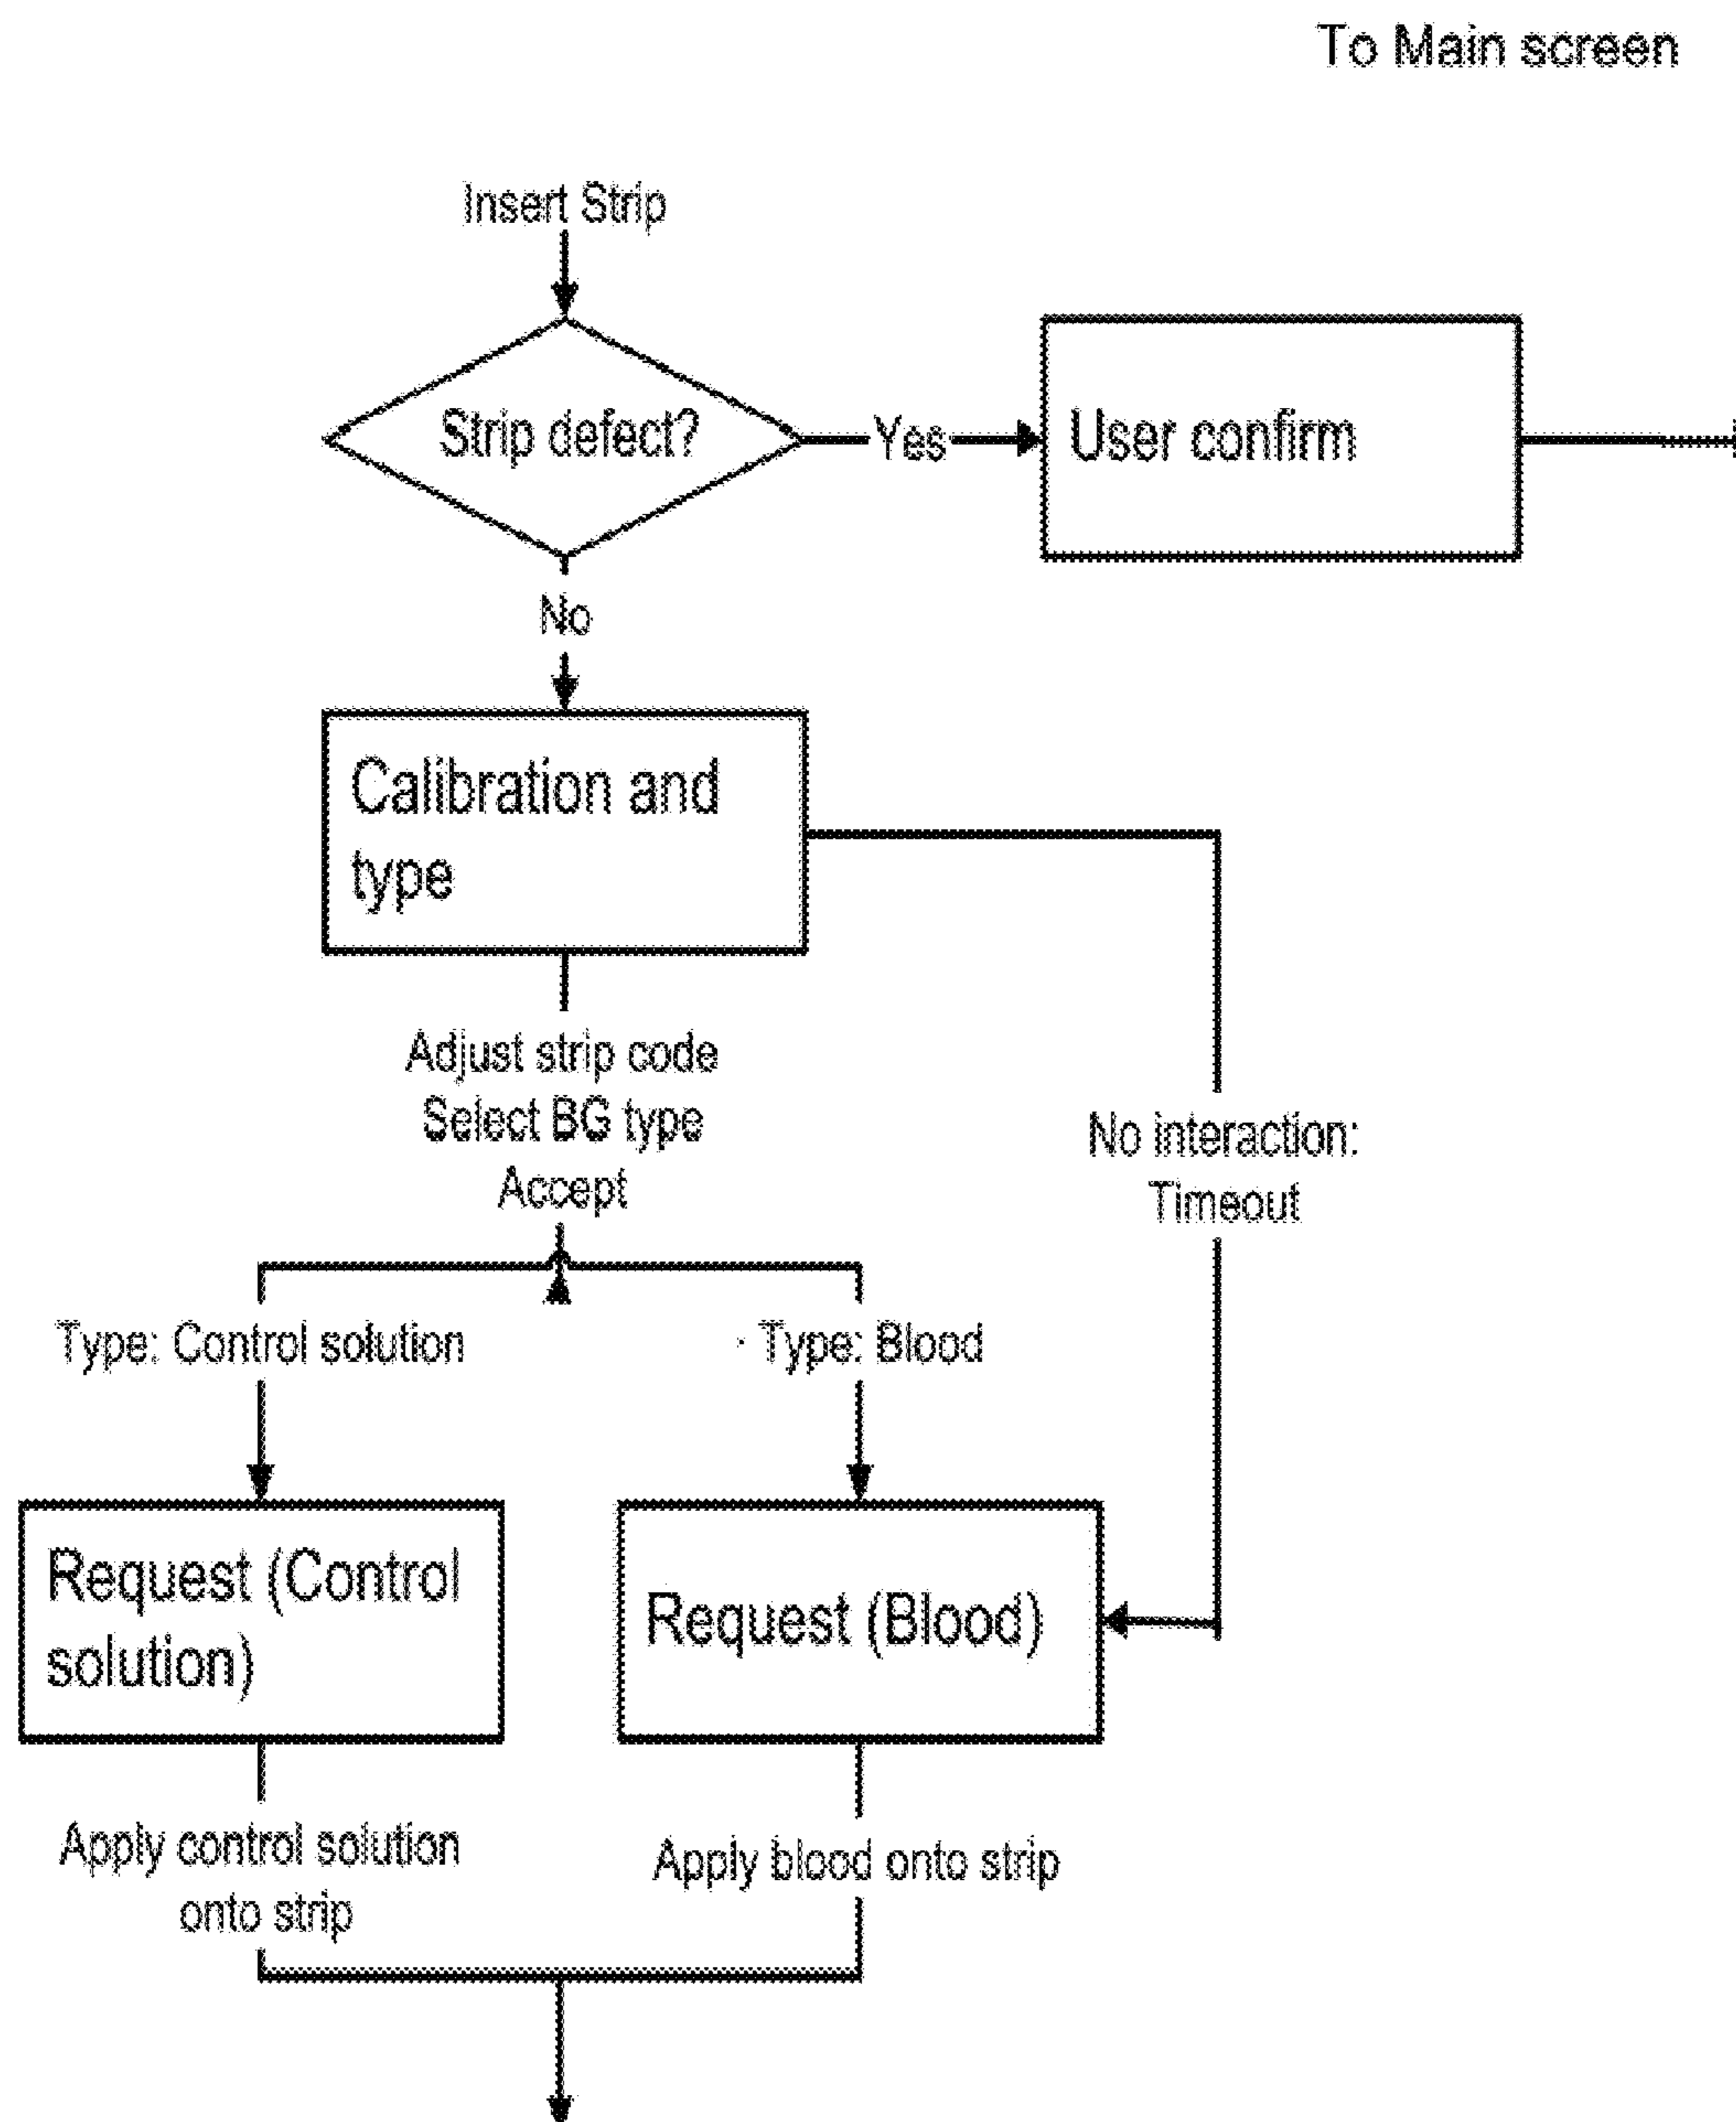 To Main screen
Insert Strip
Strip defect?
Yes
User confirm
No
Calibration and
type
Adjust strip code
Select BG type
Accept
No interaction:
Timeout
Type: Control solution
Type: Blood
Request (Control
solution)
Request (Blood)
Apply control solution
onto strip
Apply blood onto strip